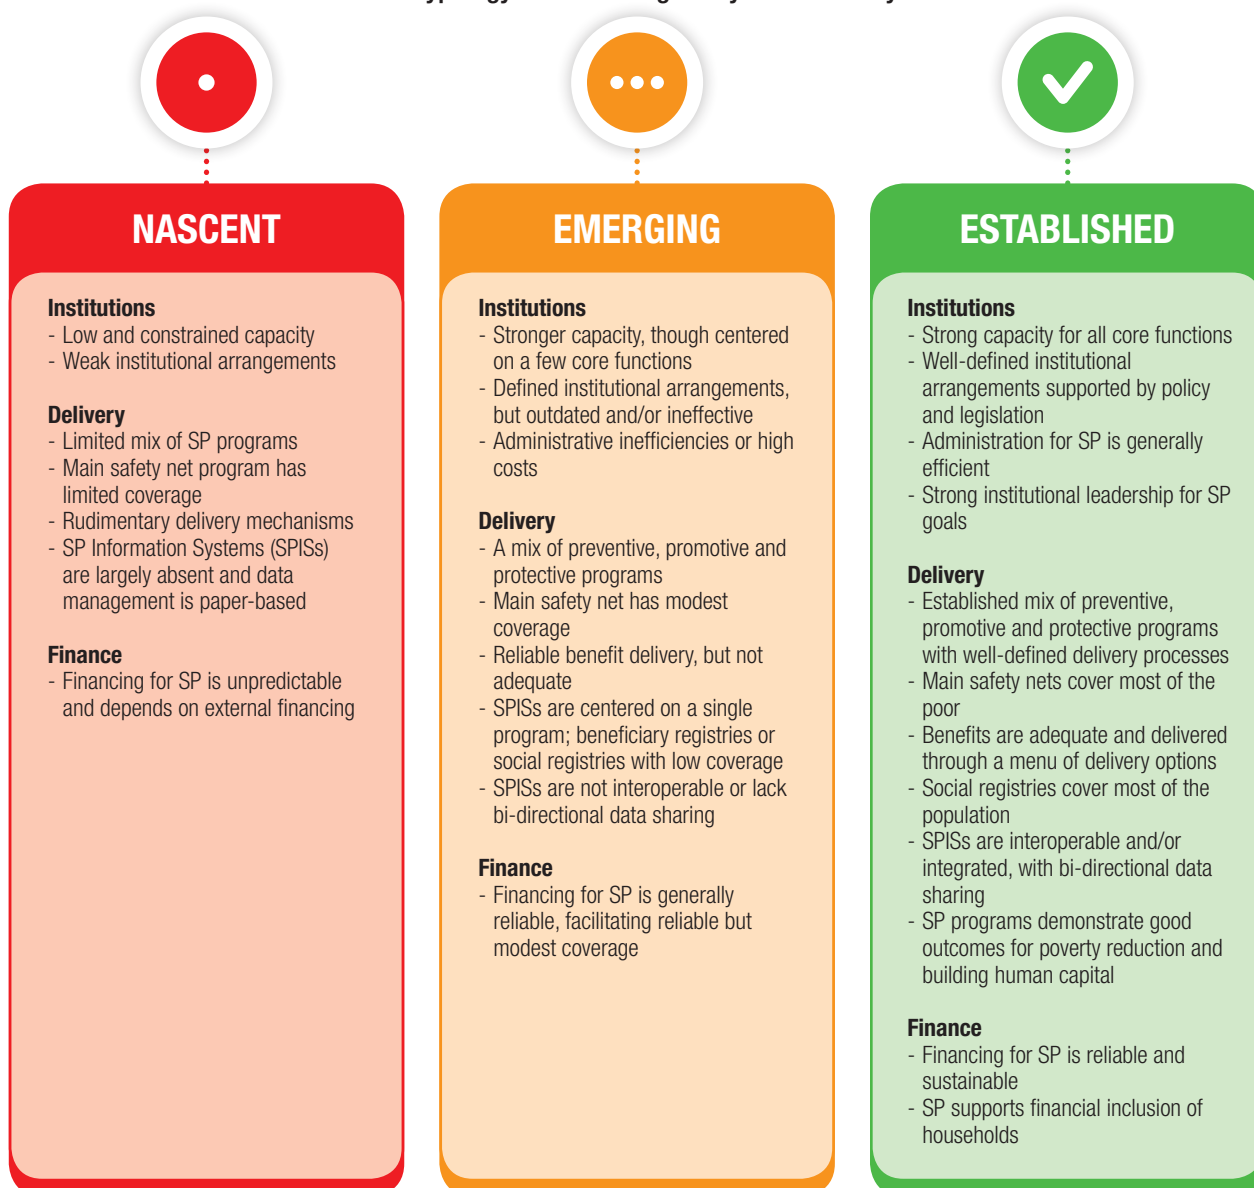 NASCENT
Institutions
- Low and constrained capacity
- Weak institutional arrangements
Delivery
- Limited mix of SP programs
- Main safety net program has
limited coverage
- Rudimentary delivery mechanisms
- SP Information Systems (SPISs)
are largely absent and data
management is paper-based
Finance
- Financing for SP is unpredictable
and depends on external financing
EMERGING
Institutions
- Stronger capacity, though centered
on a few core functions
- Defined institutional arrangements,
but outdated and/or ineffective
- Administrative inefficiencies or high
costs
Delivery
- A mix of preventive, promotive and
protective programs
- Main safety net has modest
coverage
- Reliable benefit delivery, but not
adequate
- SPISs are centered on a single
program; beneficiary registries or
social registries with low coverage
- SPISs are not interoperable or lack
bi-directional data sharing
Finance
- Financing for SP is generally
reliable, facilitating reliable but
modest coverage
ESTABLISHED
Institutions
- Strong capacity for all core functions
- Well-defined institutional
arrangements supported by policy
and legislation
- Administration for SP is generally
efficient
- Strong institutional leadership for SP
goals
Delivery
- Established mix of preventive,
promotive and protective programs
with well-defined delivery processes
- Main safety nets cover most of the
poor
- Benefits are adequate and delivered
through a menu of delivery options
- Social registries cover most of the
population
- SPISs are interoperable and/or
integrated, with bi-directional data
sharing
- SP programs demonstrate good
outcomes for poverty reduction and
building human capital
Finance
- Financing for SP is reliable and
sustainable
- SP supports financial inclusion of
households